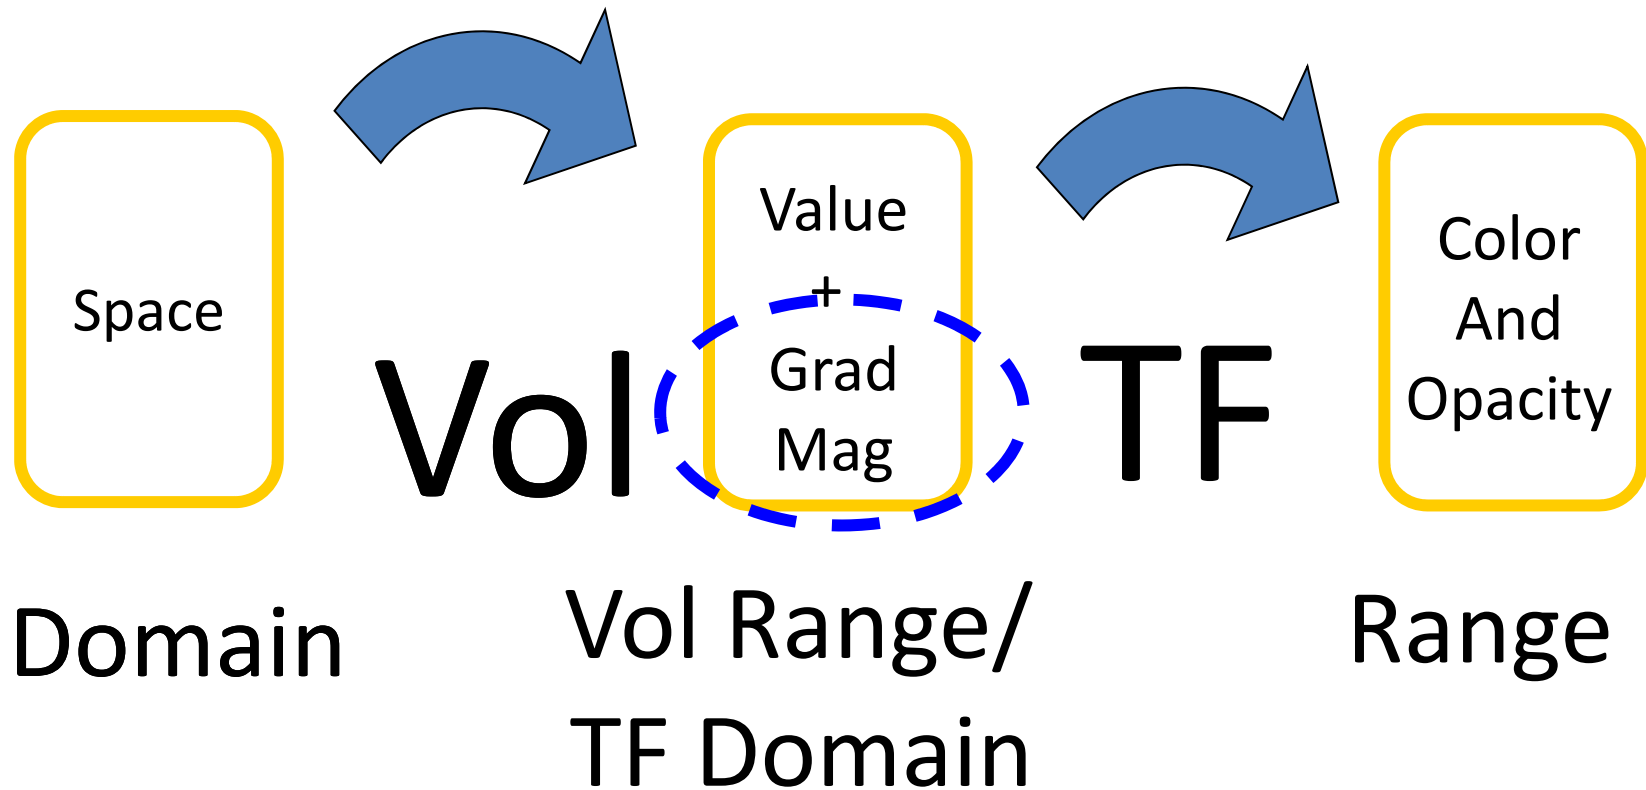 Space
Vol
Value
+
Grad
Mag
TF
Color
And
Opacity
Domain
Vol Range/
TF Domain
Range